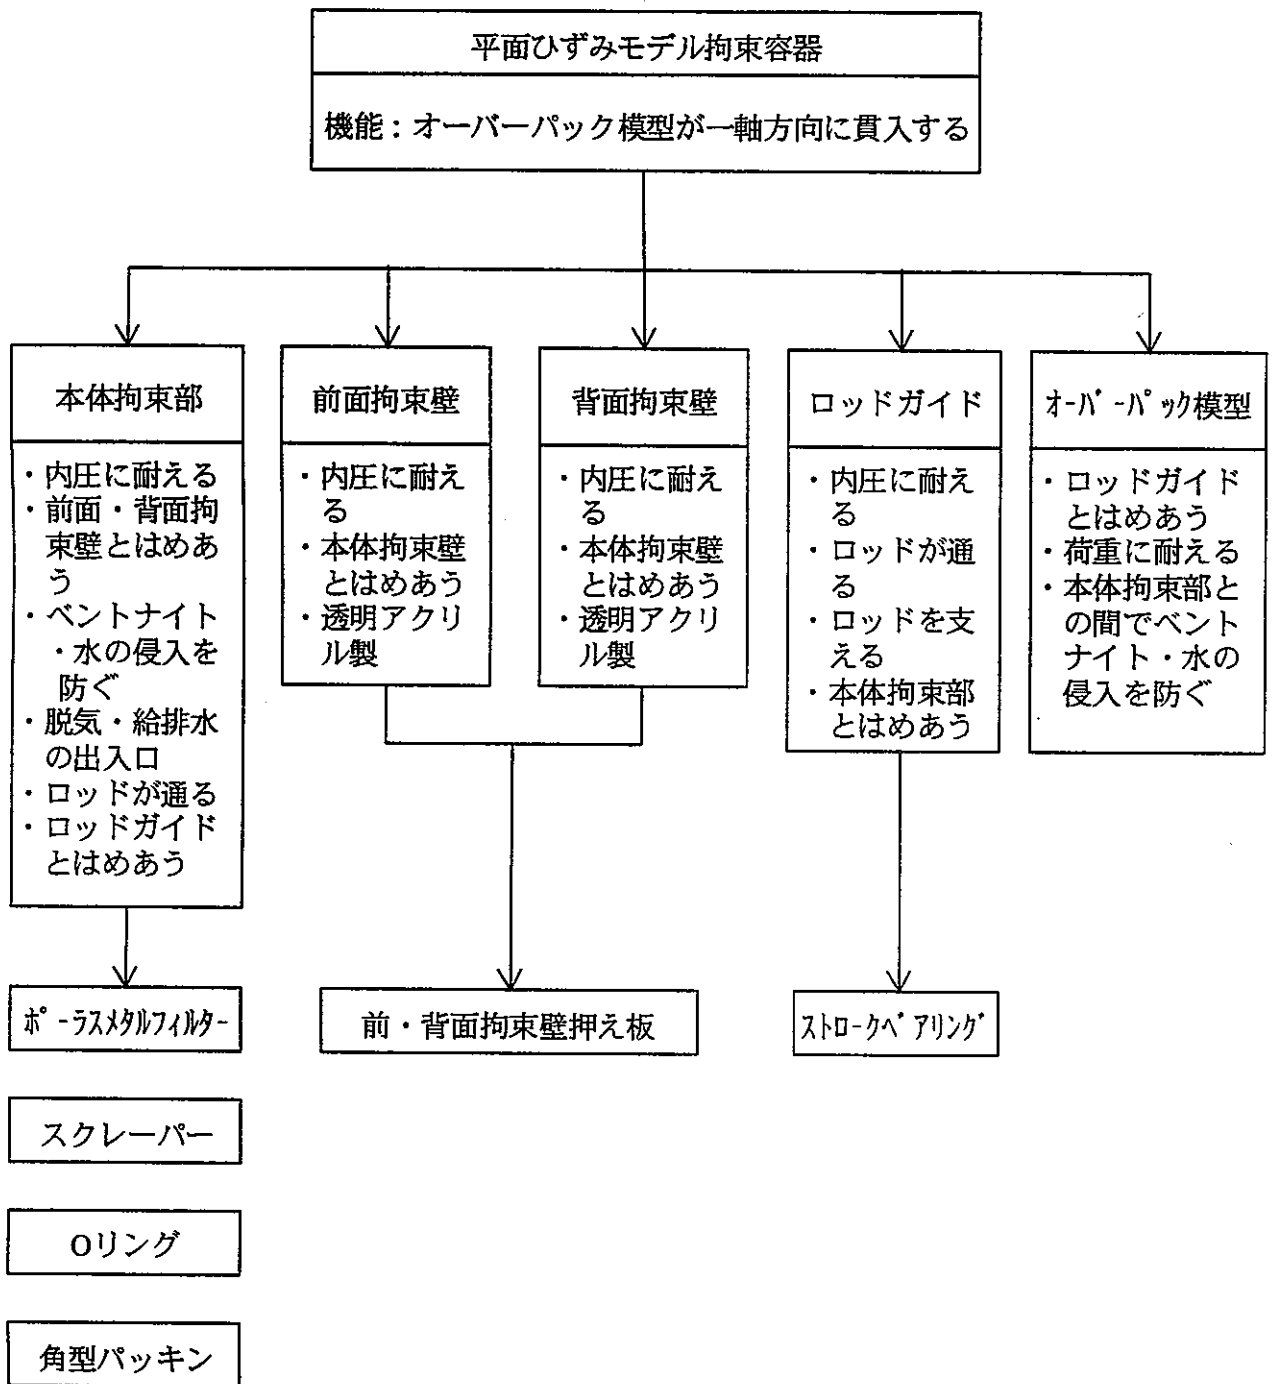 平面ひずみモデル拘束容器
機能：オーバーパック模型が一軸方向に貫入する
本体拘束部
・内圧に耐える
・前面・背面拘
束壁とはめあ
う
・ベントナイト
・水の侵入を
防ぐ
・脱気・給排水
の出入口
・ロッドが通る
・ロッドガイド
とはめあう
前面拘束壁
・内圧に耐え
る
・本体拘束壁
とはめあう
・透明アクリ
ル製
背面拘束壁
・内圧に耐え
る
・本体拘束壁
とはめあう
・透明アクリ
ル製
ロッドガイド
・内圧に耐え
る
・ロッドが通
る
・ロッドを支
える
・本体拘束部
とはめあう
ｵｰﾊﾞｰﾊﾟｯｸ模型
・ロッドガイド
とはめあう
・荷重に耐える
・本体拘束部と
の間でベント
ナイト・水の
侵入を防ぐ
ﾎﾟｰﾗｽﾒﾀﾙﾌｨﾙﾀｰ
前・背面拘束壁押え板
ｽﾄﾛｰｸﾍﾞｱﾘﾝｸﾞ
スクレーパー
Oリング
角型パッキン